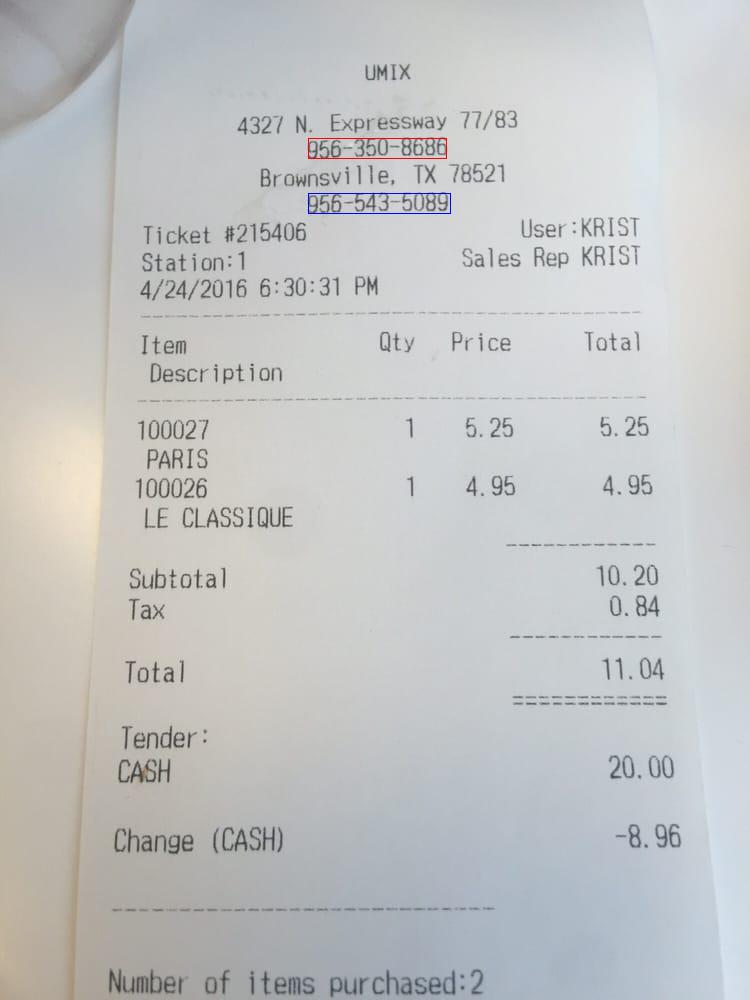 UMIX
4327 N. Expressway 77/83
956-350-8686
Brownsville, TX 78521
956-543-5089
Ticket #215406 User:KRIST
Station:1 Sales Rep KRIST
4/24/2016 6:30:31 PM
Item Qty Price Total
Description
100027 1 5.25 5.25
PARIS
100026 1 4.95 4.95
LE CLASSIQUE
Subtotal 10.20
Tax 0.84
Total 11.04
Tender:
CASH 20.00
Change (CASH) -8.96
Number of items purchased:2